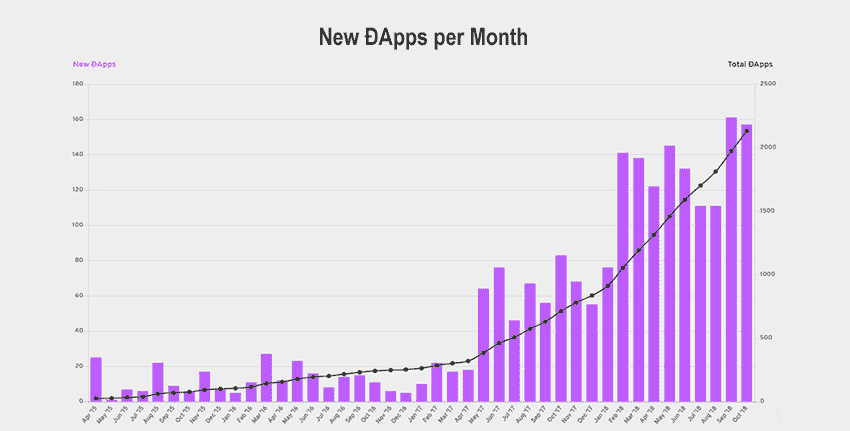 New ĐApps per Month
New ĐApps
Total ĐApps
180
160
140
120
100
80
60
40
20
0
2500
2000
1500
1000
500
0
Apr '15
May '15
Jun '15
Jul '15
Aug '15
Sep '15
Oct '15
Nov '15
Dec '15
Jan '16
Feb '16
Mar '16
Apr '16
May '16
Jun '16
Jul '16
Aug '16
Sep '16
Oct '16
Nov '16
Dec '16
Jan '17
Feb '17
Mar '17
Apr '17
May '17
Jun '17
Jul '17
Aug '17
Sep '17
Oct '17
Nov '17
Dec '17
Jan '18
Feb '18
Mar '18
Apr '18
May '18
Jun '18
Jul '18
Aug '18
Sep '18
Oct '18